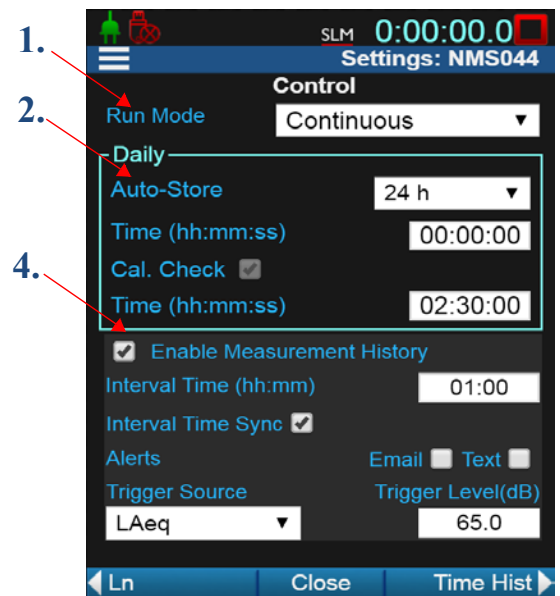 1.
SLM 0:00:00.0
Settings: NMS044
Control
Run Mode Continuous
2.
Daily
Auto-Store 24 h
Time (hh:mm:ss) 00:00:00
Cal. Check
4.
Time (hh:mm:ss) 02:30:00
Enable Measurement History
Interval Time (hh:mm) 01:00
Interval Time Sync
Alerts Email Text
Trigger Source Trigger Level(dB)
LAeq 65.0
Ln Close Time Hist